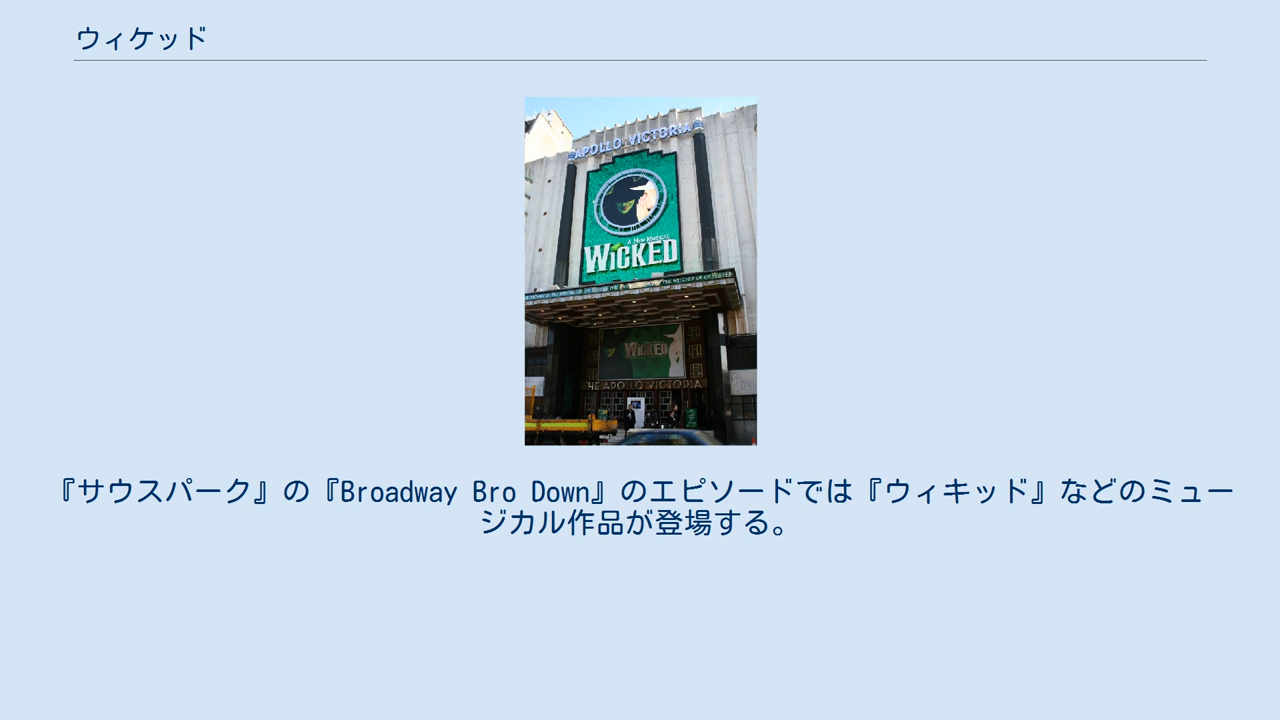 ウィケッド
APOLLO VICTORIA
A New Musical
WICKED
WICKED
THE APOLLO VICTORIA
『サウスパーク』の『Broadway Bro Down』のエピソードでは『ウィキッド』などのミュー
ジカル作品が登場する。